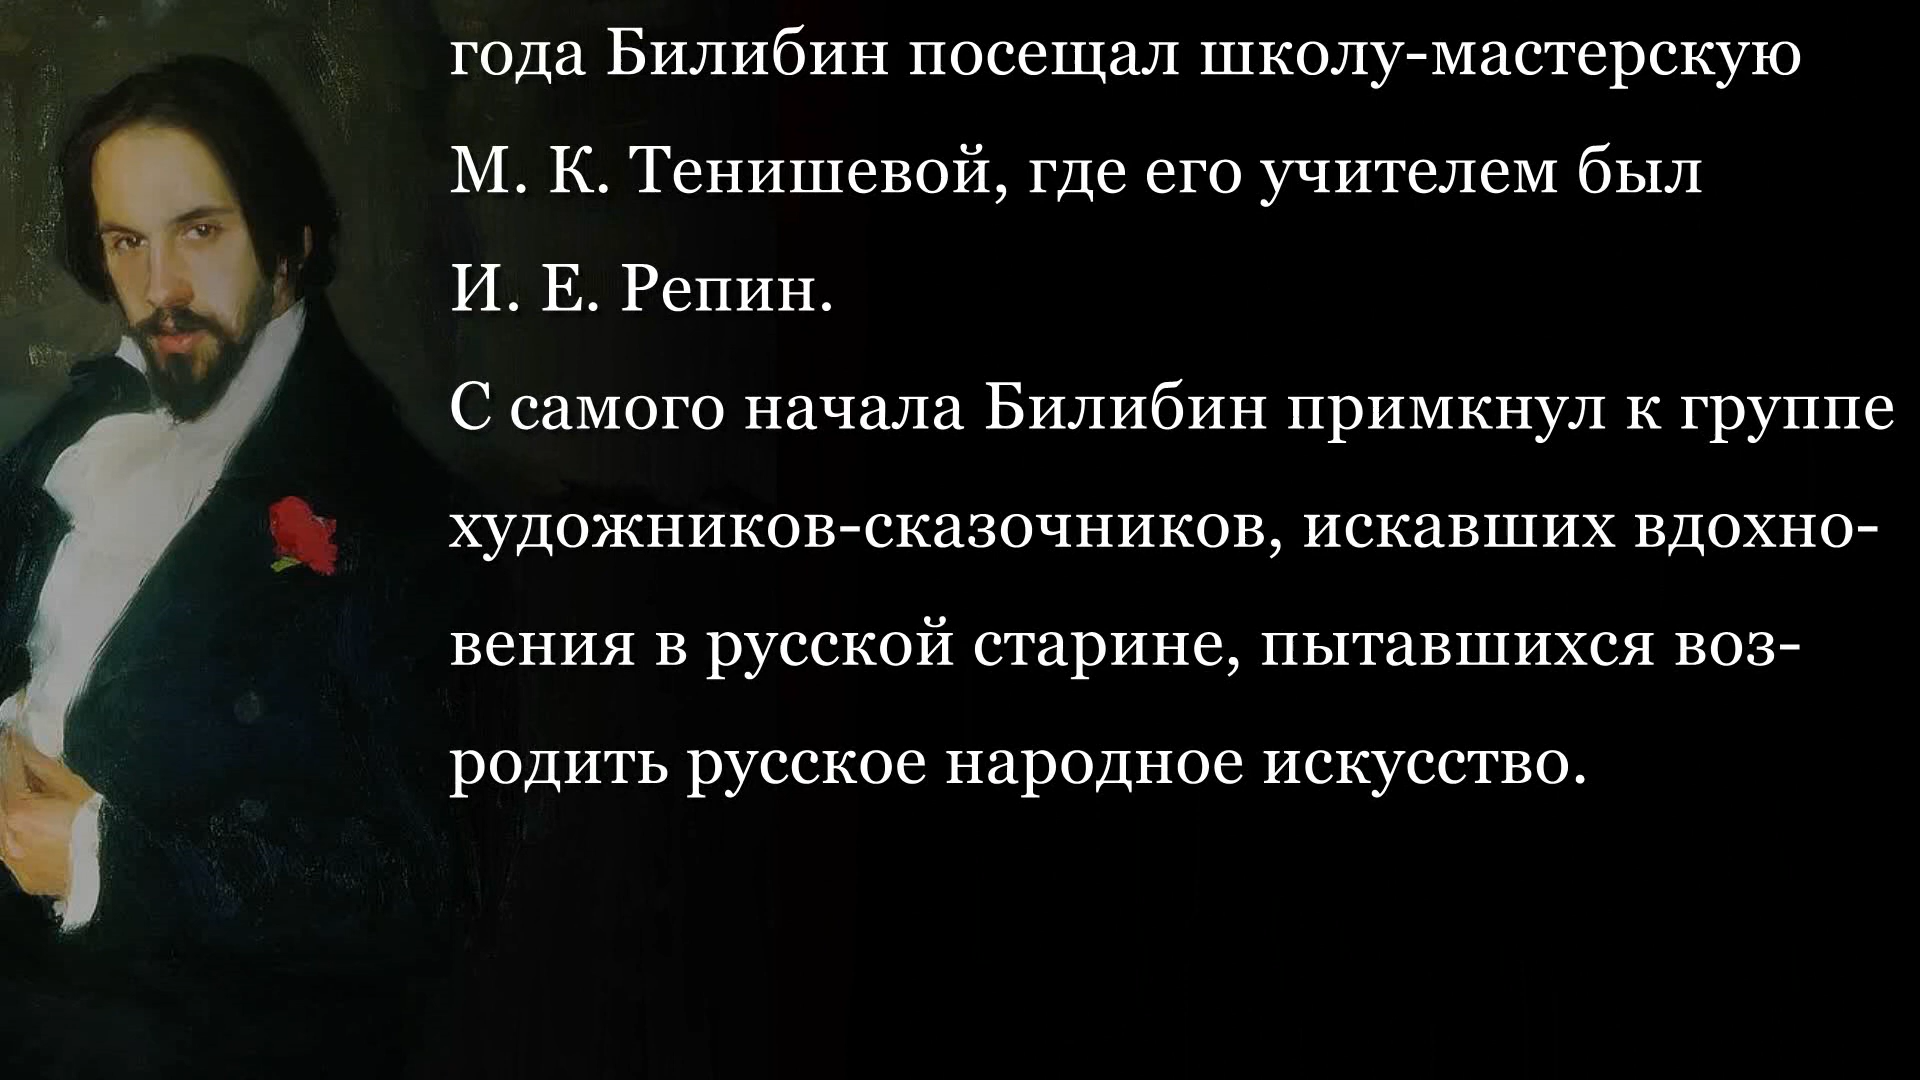 года Билибин посещал школу-мастерскую
М. К. Тенишевой, где его учителем был
И. Е. Репин.
С самого начала Билибин примкнул к группе
художников-сказочников, искавших вдохно-
вения в русской старине, пытавшихся воз-
родить русское народное искусство.